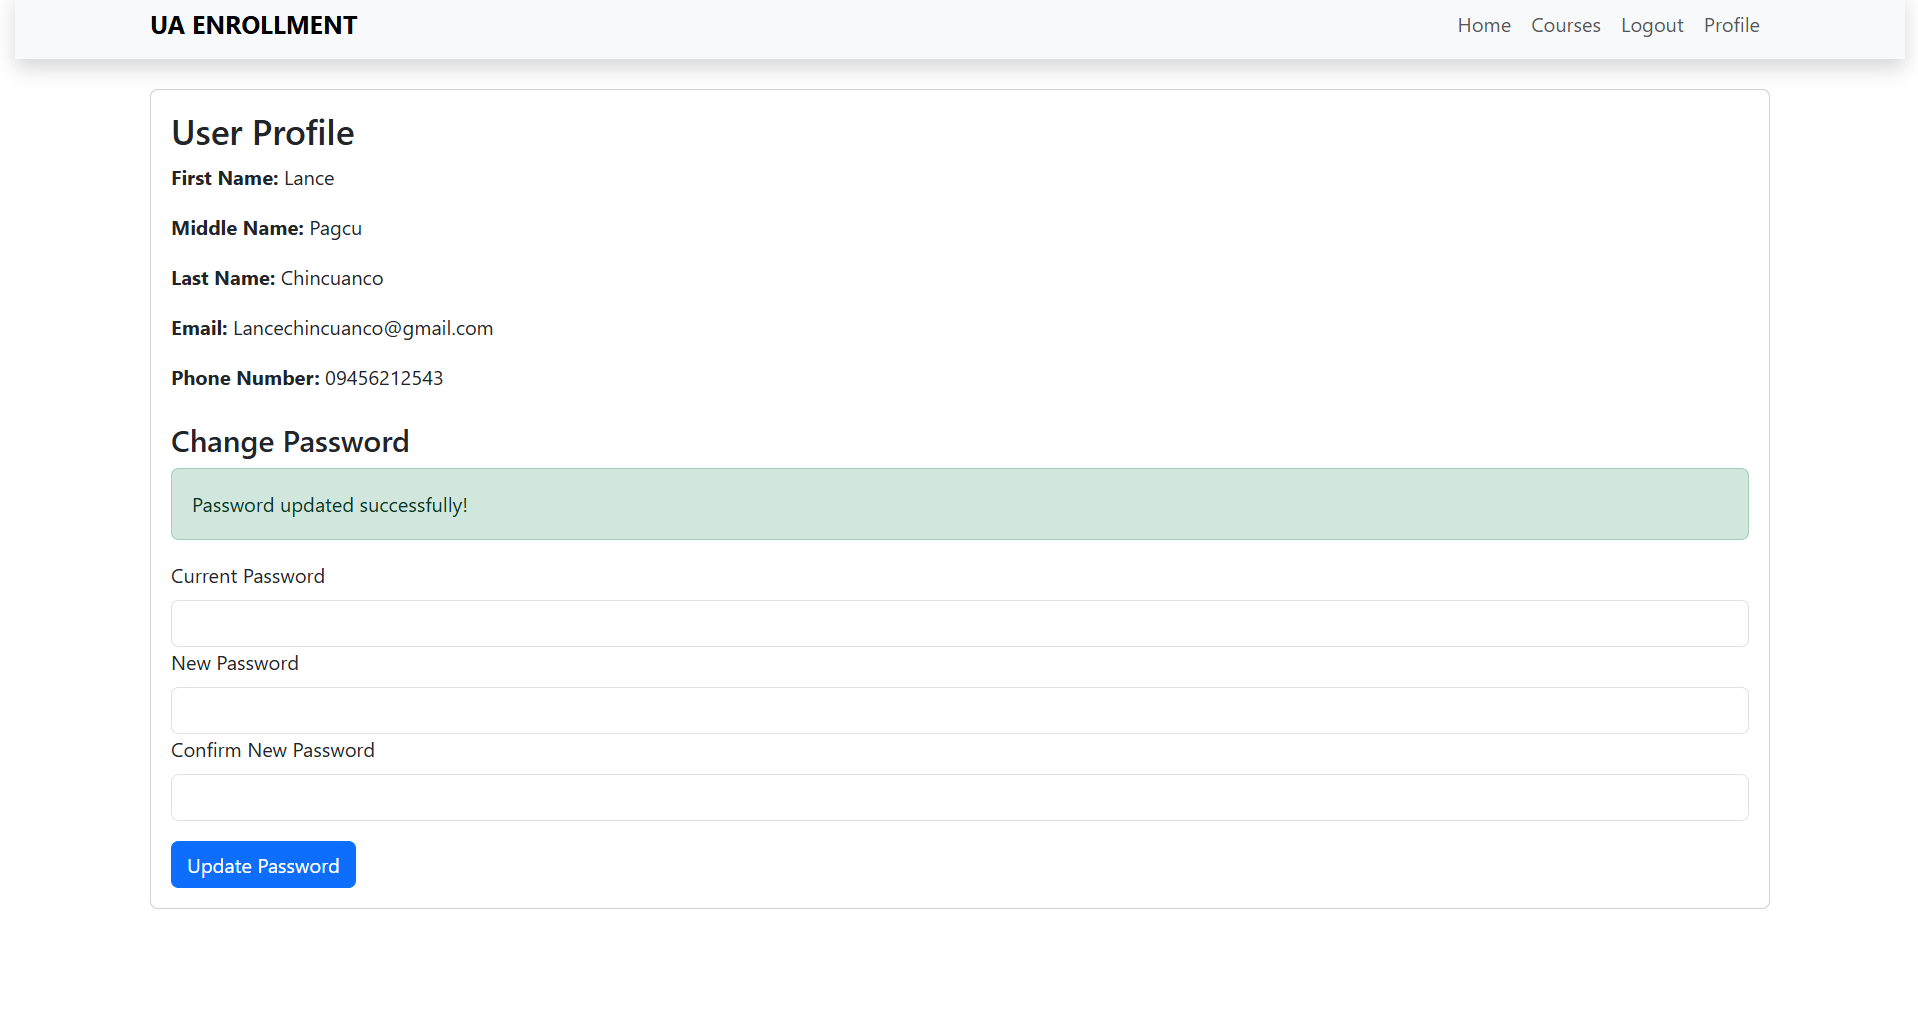 UA ENROLLMENT
Home Courses Logout Profile
User Profile
First Name: Lance
Middle Name: Pagcu
Last Name: Chincuanco
Email: Lancechincuanco@gmail.com
Phone Number: 09456212543
Change Password
Password updated successfully!
Current Password
New Password
Confirm New Password
Update Password